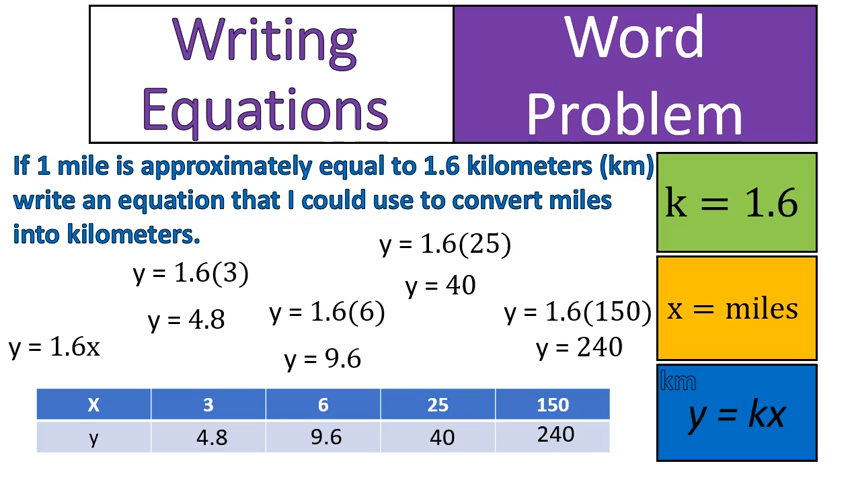 Writing
Equations
Word
Problem
If 1 mile is approximately equal to 1.6 kilometers (km)
write an equation that I could use to convert miles
into kilometers.
k = 1.6
x = miles
km
y = kx
y = 1.6x
y = 1.6(3)
y = 4.8
y = 1.6(6)
y = 9.6
y = 1.6(25)
y = 40
y = 1.6(150)
y = 240
X 3 6 25 150
y 4.8 9.6 40 240